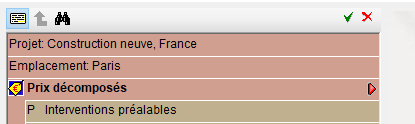 Projet: Construction neuve, France
Emplacement: Paris
Prix décomposés
P Interventions préalables